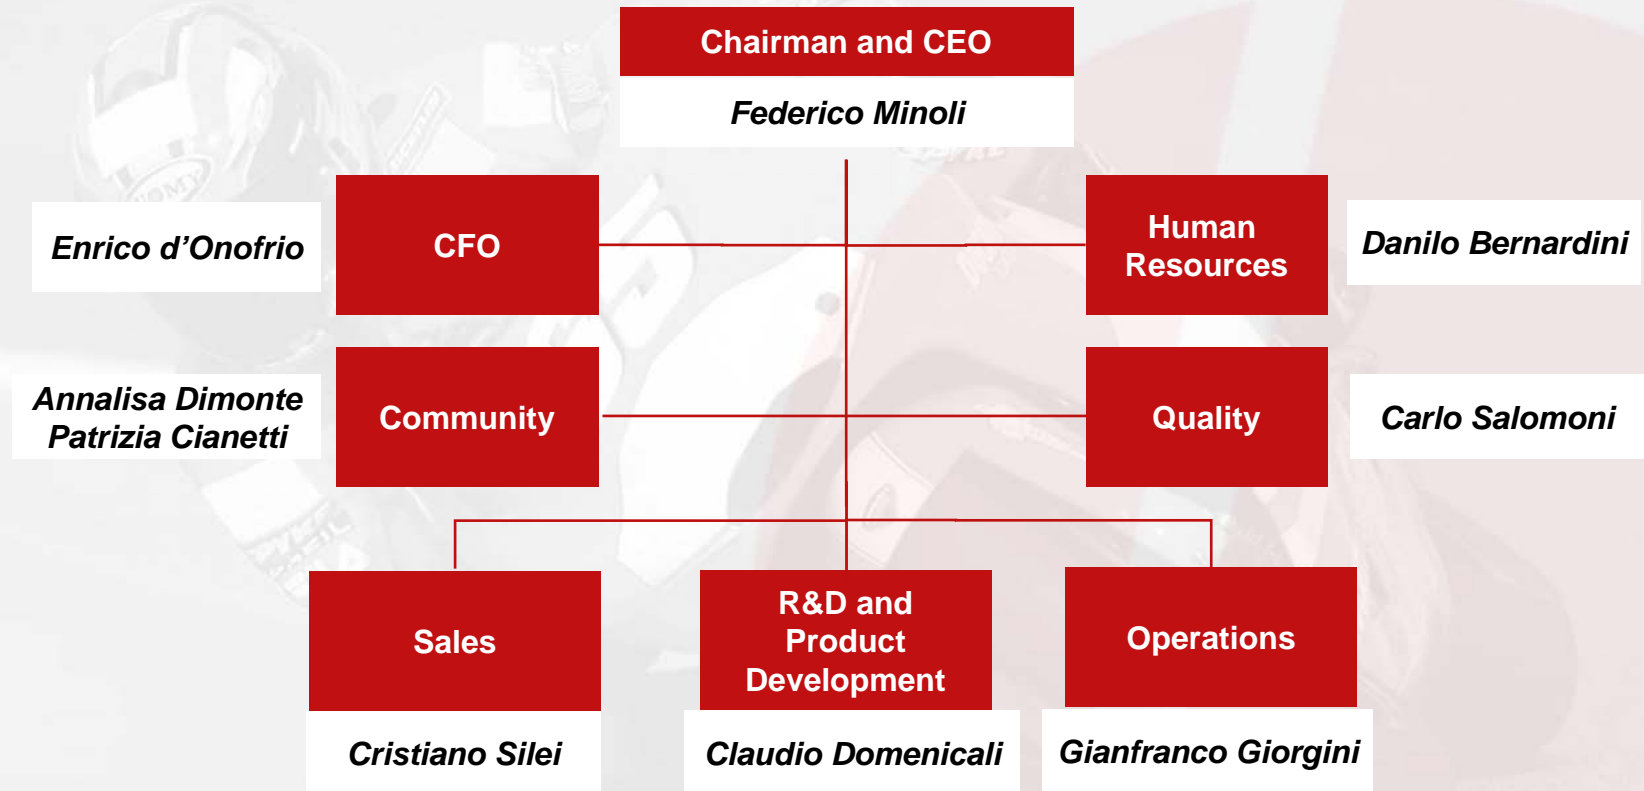 Chairman and CEO
Federico Minoli
Enrico d’Onofrio
CFO
Human
Resources
Danilo Bernardini
Annalisa Dimonte
Patrizia Cianetti
Community
Quality
Carlo Salomoni
Sales
R&D and
Product
Development
Operations
Cristiano Silei
Claudio Domenicali
Gianfranco Giorgini